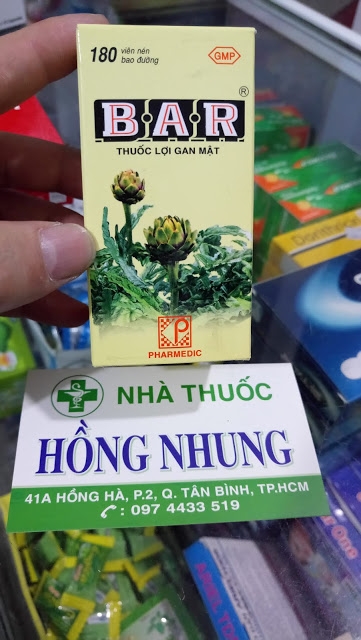 180 viên nén
bao đường
GMP
BAR®
THUỐC LỢI GAN MẬT
PHARMEDIC
NHÀ THUỐC
HỒNG NHUNG
41A HỒNG HÀ, P.2, Q. TÂN BÌNH, TP.HCM
: 097 4433 519